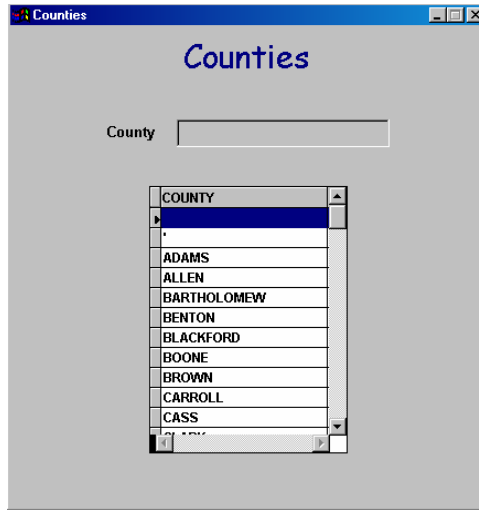 Counties
Counties
County
COUNTY
'
ADAMS
ALLEN
BARTHOLOMEW
BENTON
BLACKFORD
BOONE
BROWN
CARROLL
CASS